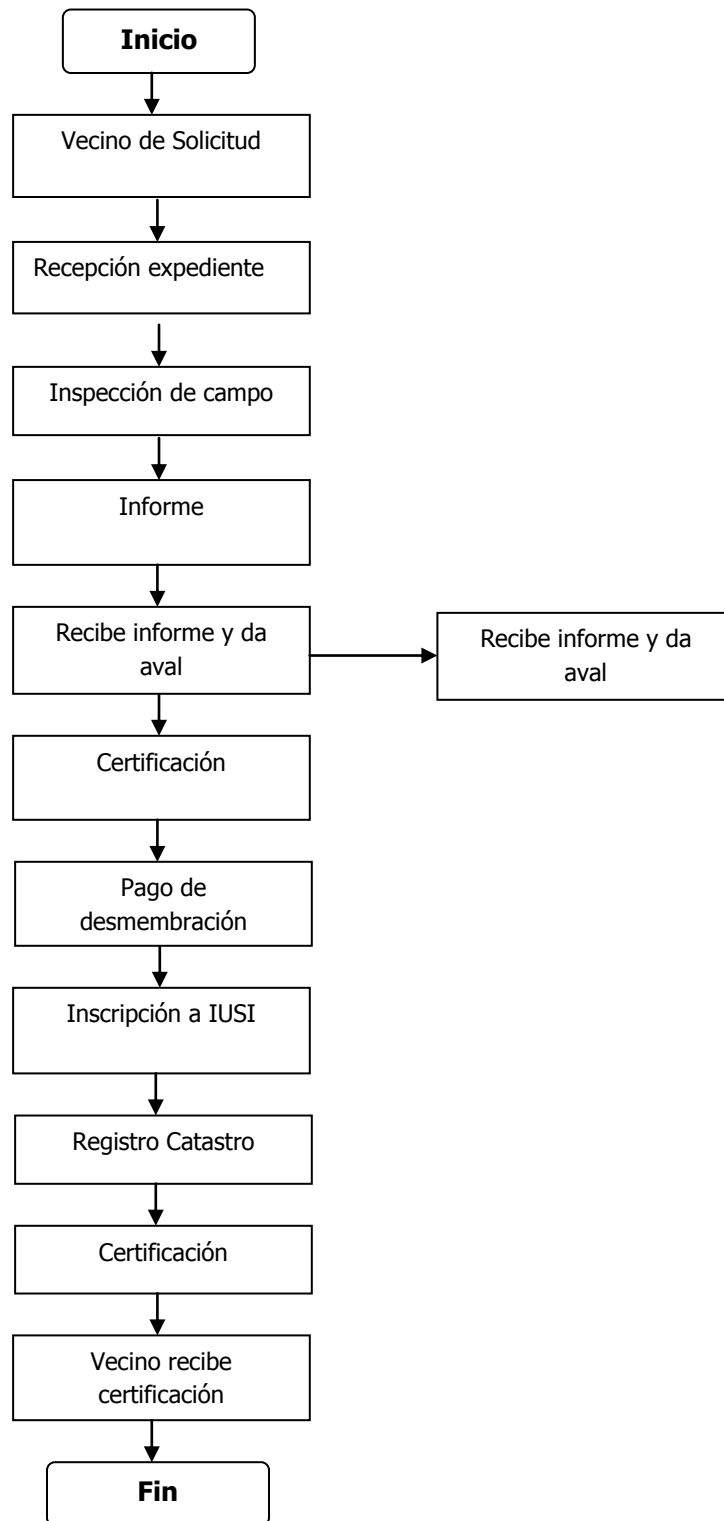 Inicio
Vecino de Solicitud
Recepción expediente
Inspección de campo
Informe
Recibe informe y da
aval
Recibe informe y da
aval
Certificación
Pago de
desmembración
Inscripción a IUSI
Registro Catastro
Certificación
Vecino recibe
certificación
Fin